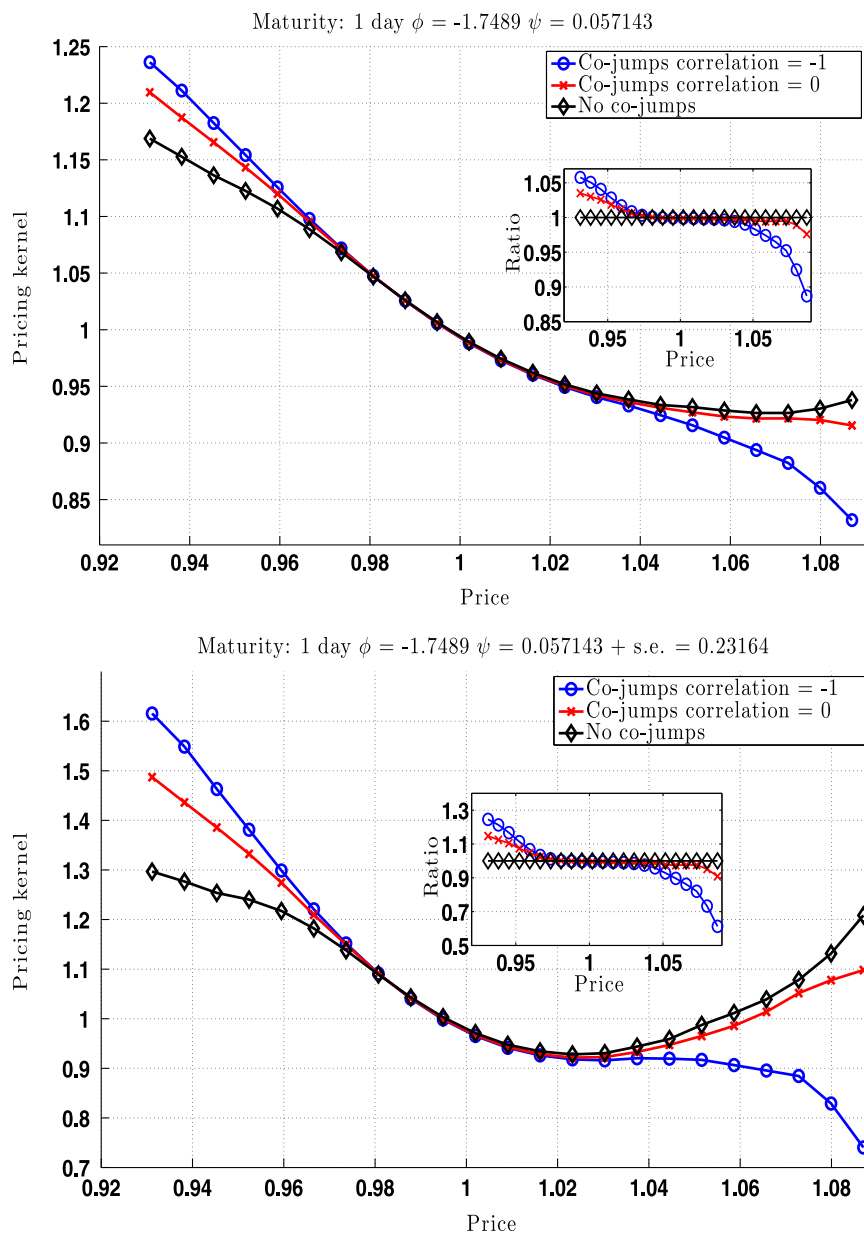 Maturity: 1 day ϕ = -1.7489 ψ = 0.057143
1.25
1.2
1.15
1.1
1.05
1
0.95
0.9
0.85
Pricing kernel
Co-jumps correlation = -1
Co-jumps correlation = 0
No co-jumps
1.05
1
0.95
0.9
0.85
Ratio
0.95 1 1.05
Price
0.92 0.94 0.96 0.98 1 1.02 1.04 1.06 1.08
Price
Maturity: 1 day ϕ = -1.7489 ψ = 0.057143 + s.e. = 0.23164
1.6
1.5
1.4
1.3
1.2
1.1
1
0.9
0.8
0.7
Pricing kernel
Co-jumps correlation = -1
Co-jumps correlation = 0
No co-jumps
1.3
1.1
0.9
0.7
0.5
Ratio
0.95 1 1.05
Price
0.92 0.94 0.96 0.98 1 1.02 1.04 1.06 1.08
Price